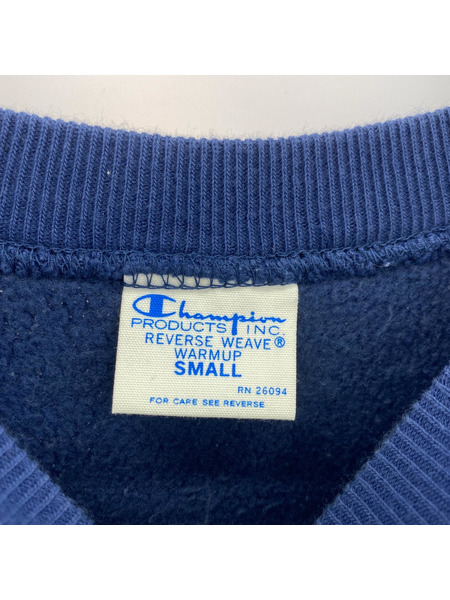 Champion
PRODUCTS INC.
REVERSE WEAVE®
WARMUP
SMALL
RN 26094
FOR CARE SEE REVERSE